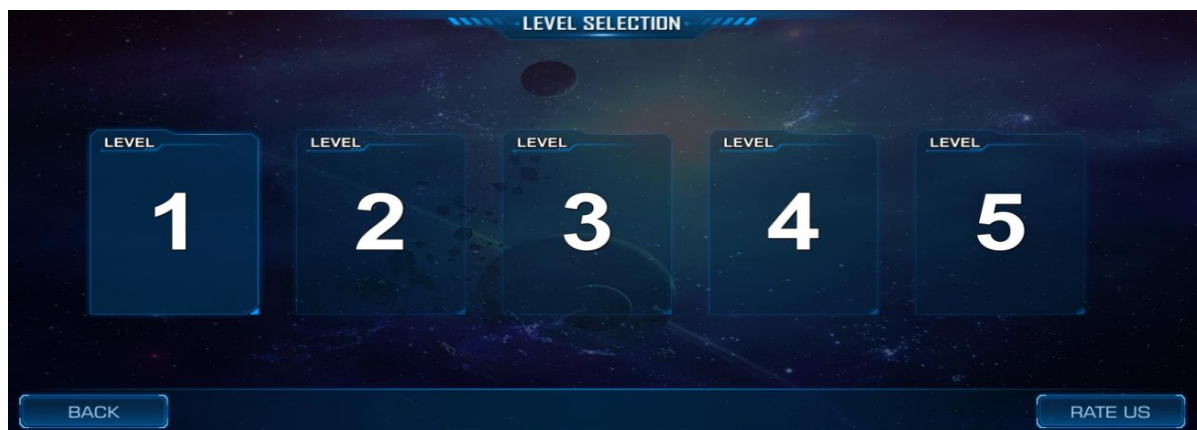 LEVEL SELECTION
LEVEL LEVEL LEVEL LEVEL LEVEL
1 2 3 4 5
BACK RATE US